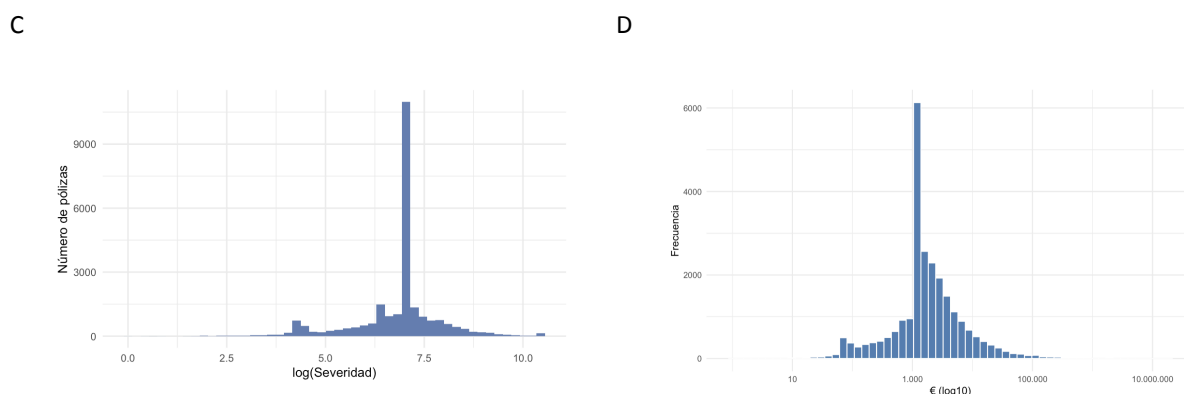 C
D
9000
6000
3000
0
Número de pólizas
0.0 2.5 5.0 7.5 10.0
log(Severidad)
6000
4000
2000
0
Frecuencia
10 1.000 100.000 10.000.000
€ (log10)